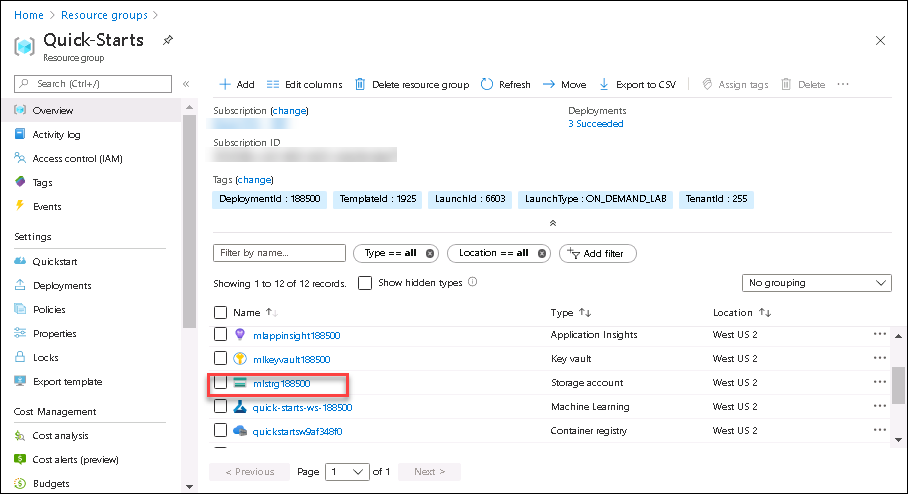 Home > Resource groups >
Quick-Starts
Resource group
Search (Ctrl+/)
«
Overview
Activity log
Access control (IAM)
Tags
Events
Settings
Quickstart
Deployments
Policies
Properties
Locks
Export template
Cost Management
Cost analysis
Cost alerts (preview)
Budgets
Add Edit columns Delete resource group Refresh Move Export to CSV Assign tags Delete ...
Subscription (change)
Deployments
3 Succeeded
Subscription ID
Tags (change)
DeploymentId : 188500 TemplateId : 1925 LaunchId : 6603 LaunchType : ON_DEMAND_LAB TenantId : 255
Filter by name... Type == all Location == all Add filter
Showing 1 to 12 of 12 records. Show hidden types No grouping
Name Type Location
mlappinsight188500 Application Insights West US 2 ...
mlkeyvault188500 Key vault West US 2 ...
mlstrg188500 Storage account West US 2 ...
quick-starts-ws-188500 Machine Learning West US 2 ...
quickstartsw9af348f0 Container registry West US 2 ...
< Previous Page 1 of 1 Next >